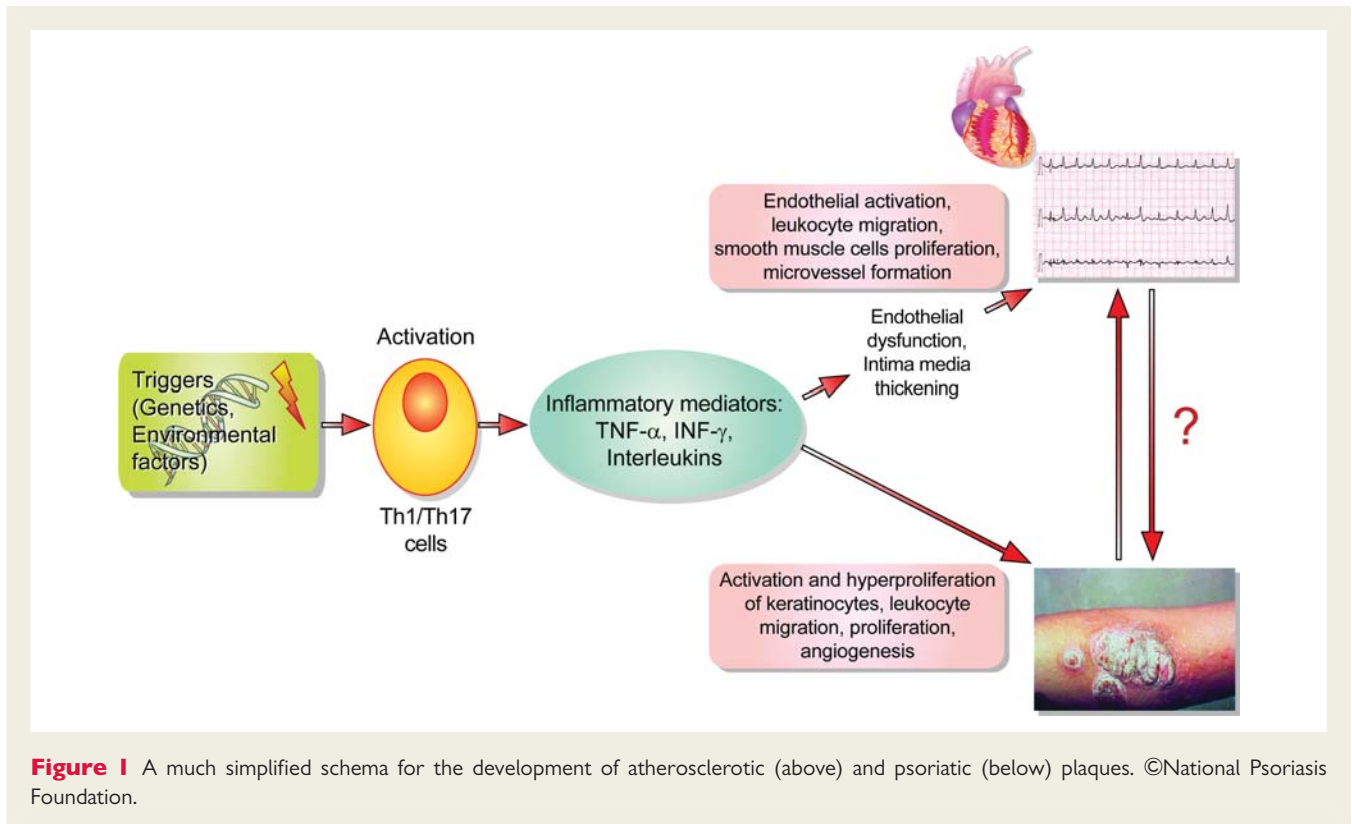 Triggers
(Genetics,
Environmental
factors)
Activation
Th1/Th17
cells
Inflammatory mediators:
TNF-α, INF-γ,
Interleukins
Endothelial activation,
leukocyte migration,
smooth muscle cells proliferation,
microvessel formation
Endothelial
dysfunction,
Intima media
thickening
?
Activation and hyperproliferation
of keratinocytes, leukocyte
migration, proliferation,
angiogenesis
Figure 1 A much simplified schema for the development of atherosclerotic (above) and psoriatic (below) plaques. ©National Psoriasis
Foundation.